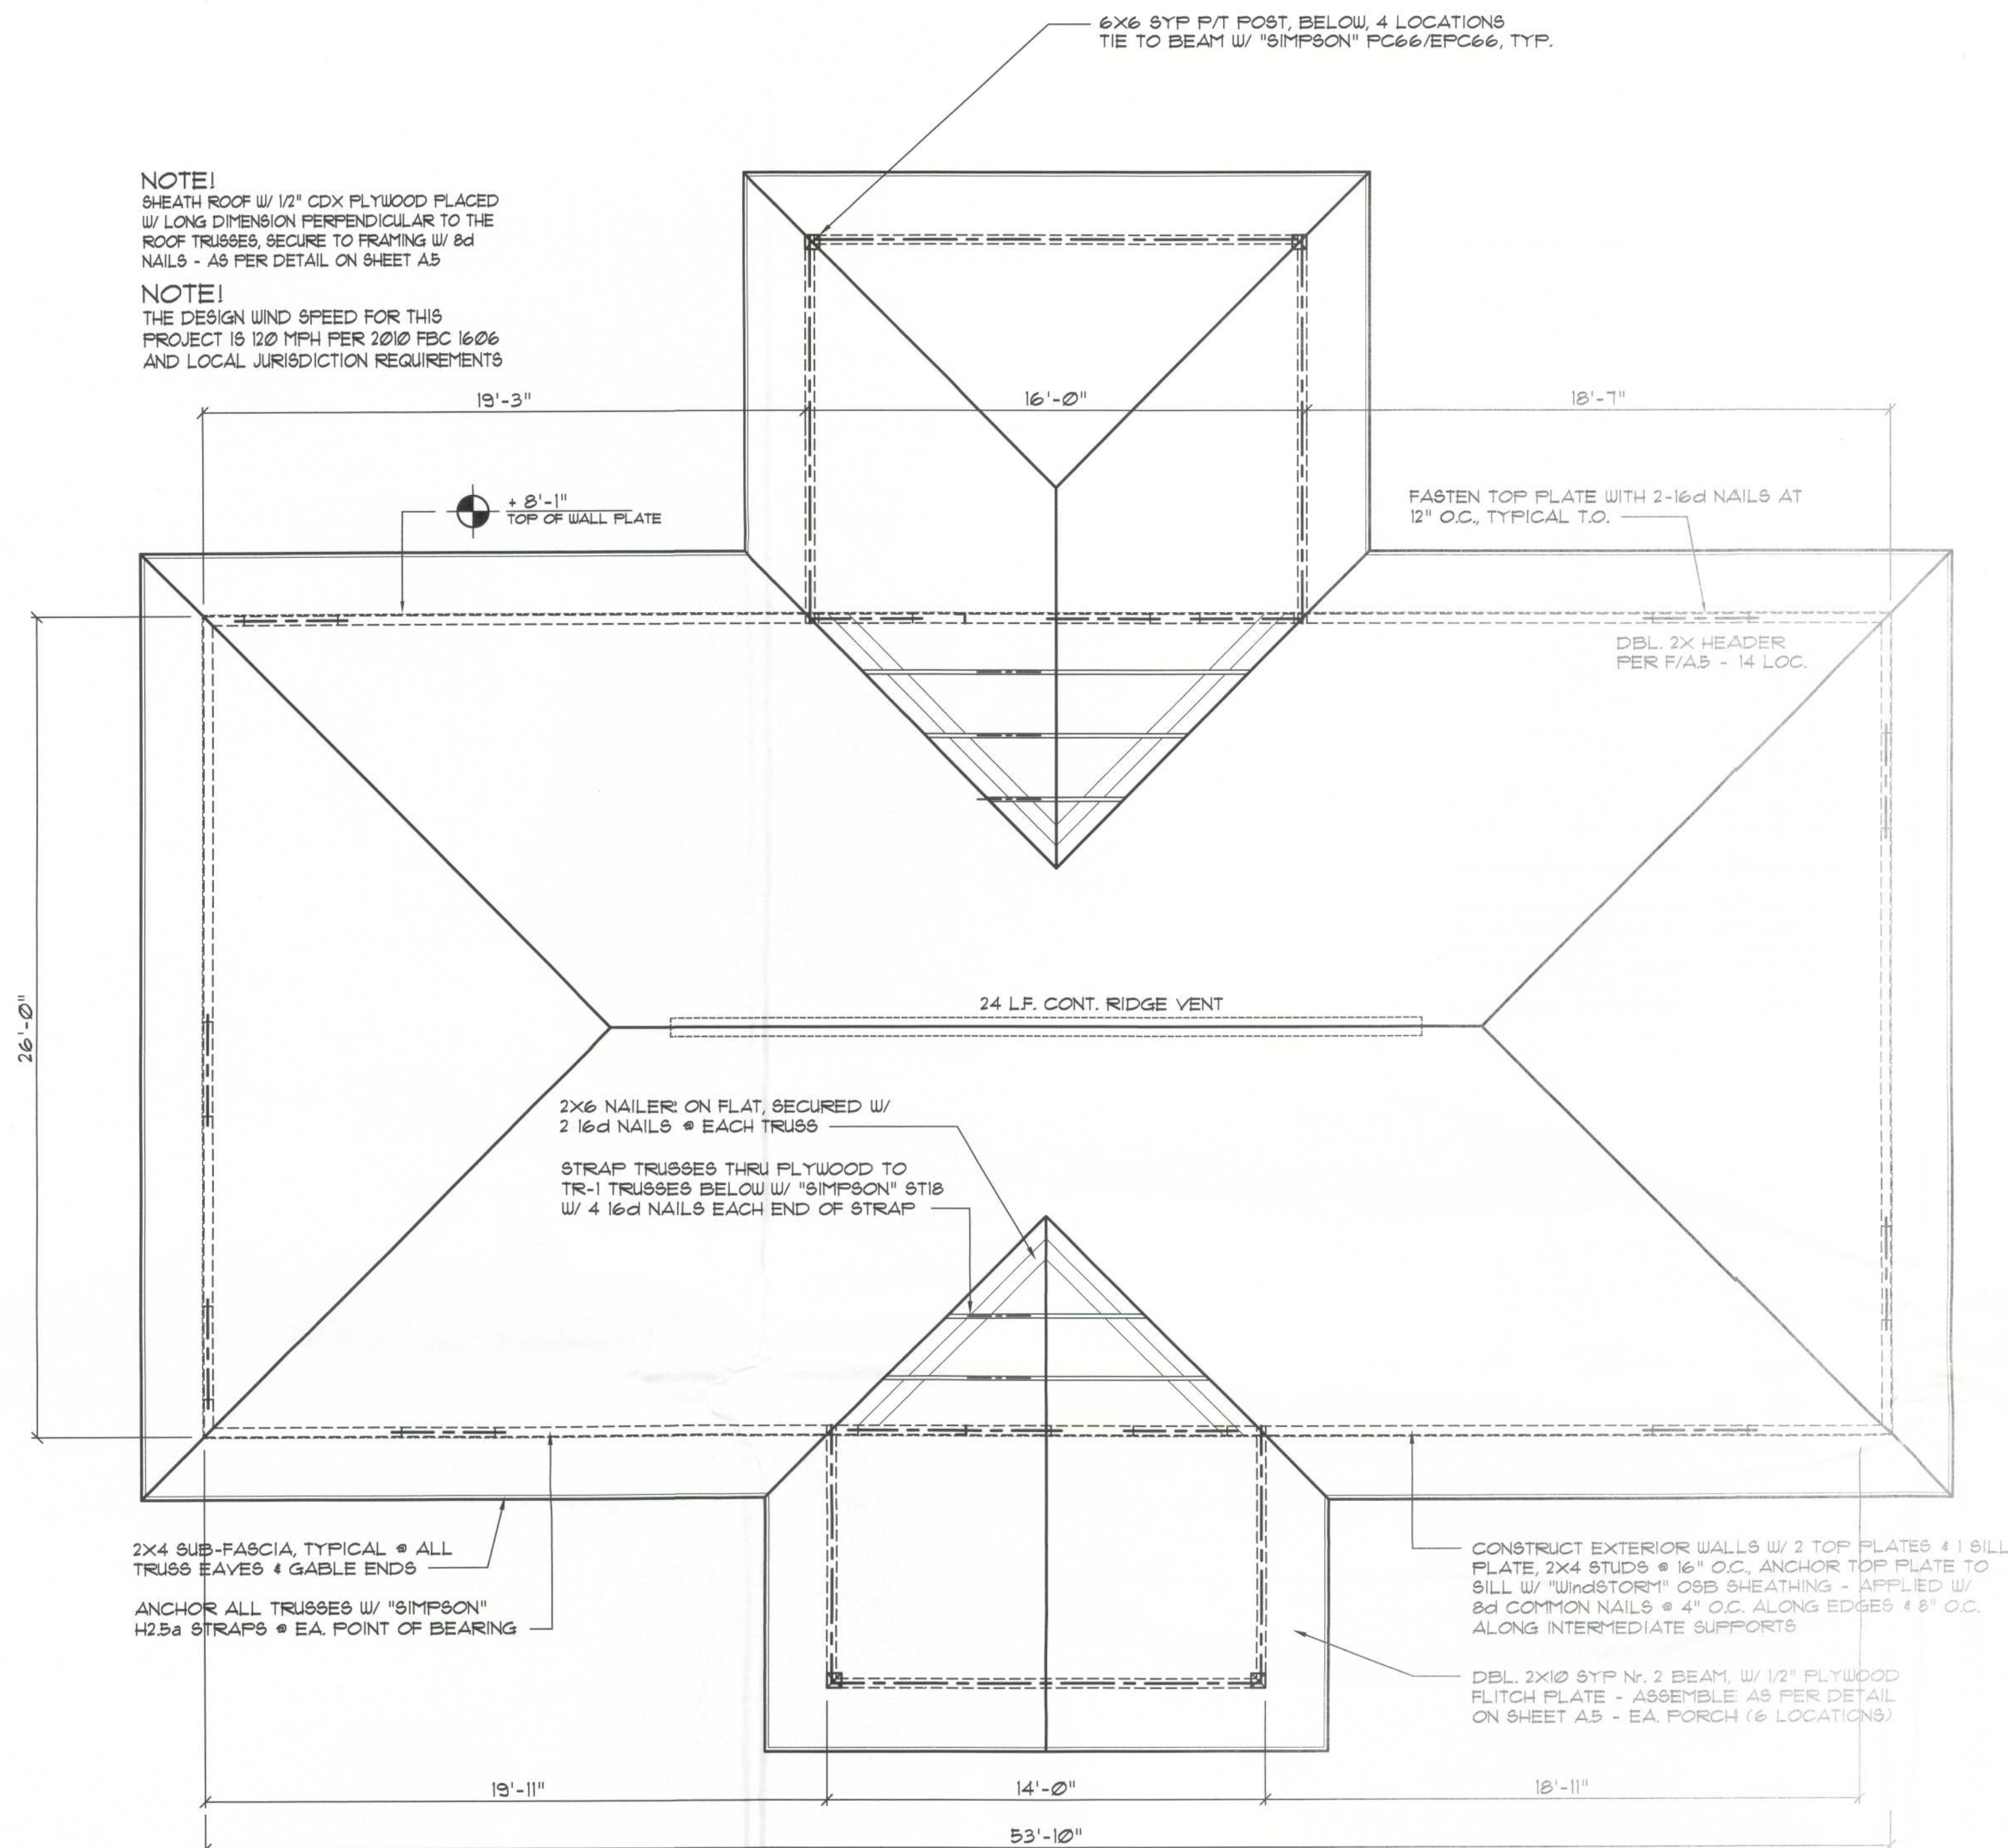 6X6 SYP P/T POST, BELOW, 4 LOCATIONS
TIE TO BEAM W/ "SIMPSON" PC66/EPC66, TYP.
NOTE!
SHEATH ROOF W/ 1/2" CDX PLYWOOD PLACED
W/ LONG DIMENSION PERPENDICULAR TO THE
ROOF TRUSSES, SECURE TO FRAMING W/ 8d
NAILS - AS PER DETAIL ON SHEET A.5
NOTE!
THE DESIGN WIND SPEED FOR THIS
PROJECT IS 120 MPH PER 2010 FBC 1606
AND LOCAL JURISDICTION REQUIREMENTS
19'-3"
16'-0"
18'-7"
+ 8'-1"
TOP OF WALL PLATE
FASTEN TOP PLATE WITH 2-16d NAILS AT
12" O.C., TYPICAL T.O.
DBL. 2X HEADER
PER F/A.5 - 14 LOC.
26'-0"
24 L.F. CONT. RIDGE VENT
2X6 NAILER: ON FLAT, SECURED W/
2 16d NAILS @ EACH TRUSS
STRAP TRUSSES THRU PLYWOOD TO
TR-1 TRUSSES BELOW W/ "SIMPSON" ST18
W/ 4 16d NAILS EACH END OF STRAP
2X4 SUB-FASCIA, TYPICAL @ ALL
TRUSS EAVES & GABLE ENDS
ANCHOR ALL TRUSSES W/ "SIMPSON"
H2.5a STRAPS @ EA. POINT OF BEARING
CONSTRUCT EXTERIOR WALLS W/ 2 TOP PLATES & 1 SILL
PLATE, 2X4 STUDS @ 16" O.C., ANCHOR TOP PLATE TO
SILL W/ "WindSTORM" OSB SHEATHING - APPLIED W/
8d COMMON NAILS @ 4" O.C. ALONG EDGES & 8" O.C.
ALONG INTERMEDIATE SUPPORTS
DBL. 2X10 SYP Nr. 2 BEAM, W/ 1/2" PLYWOOD
FLITCH PLATE - ASSEMBLE AS PER DETAIL
ON SHEET A.5 - EA. PORCH (6 LOCATIONS)
19'-11"
14'-0"
18'-11"
53'-10"